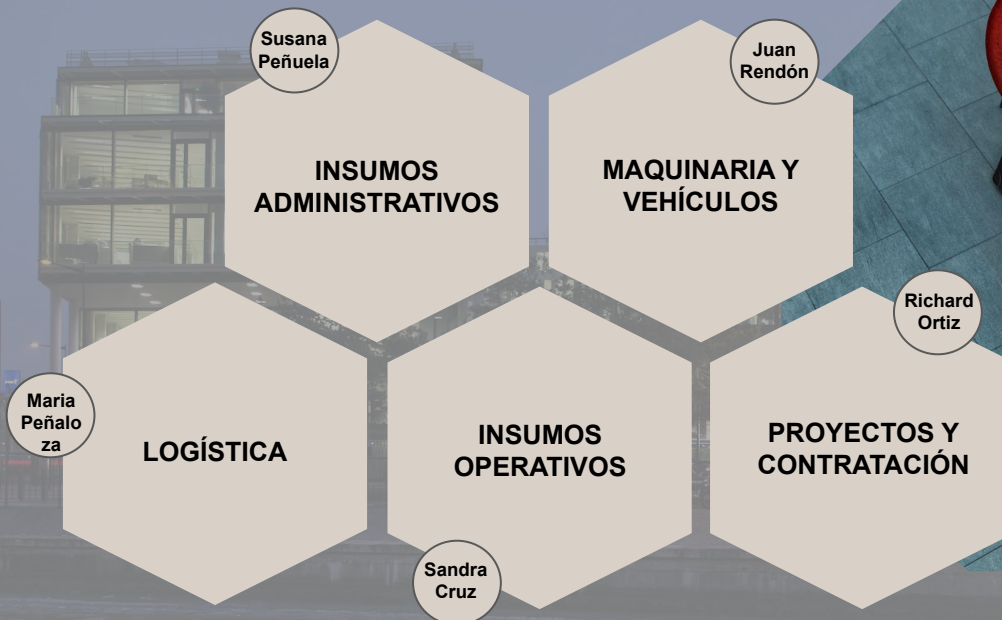 Susana
Peñuela
INSUMOS
ADMINISTRATIVOS
Juan
Rendón
MAQUINARIA Y
VEHÍCULOS
Maria
Peñalo
za
LOGÍSTICA
INSUMOS
OPERATIVOS
Sandra
Cruz
Richard
Ortiz
PROYECTOS Y
CONTRATACIÓN